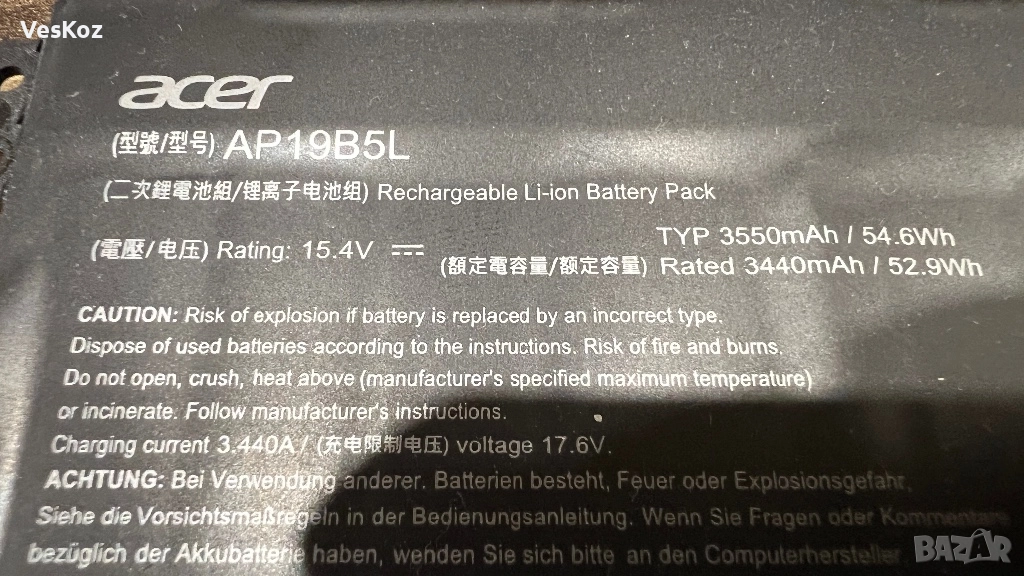 VesKoz
acer
(型號/型号) AP19B5L
(二次鋰電池組/锂离子电池组) Rechargeable Li-ion Battery Pack
(電壓/电压) Rating: 15.4V ⎓ TYP 3550mAh / 54.6Wh
(額定電容量/额定容量) Rated 3440mAh / 52.9Wh
CAUTION: Risk of explosion if battery is replaced by an incorrect type.
Dispose of used batteries according to the instructions. Risk of fire and burns.
Do not open, crush, heat above (manufacturer's specified maximum temperature)
or incinerate. Follow manufacturer's instructions.
Charging current 3.440A / (充电限制电压) voltage 17.6V.
ACHTUNG: Bei Verwendung anderer. Batterien besteht, Feuer oder Explosionsgefahr.
Siehe die Vorsichtsmaßregeln in der Bedienungsanleitung. Wenn Sie Fragen oder Kommentare
bezüglich der Akkubatterie haben, wenden Sie sich bitte an den Computerhersteller
BAZAR